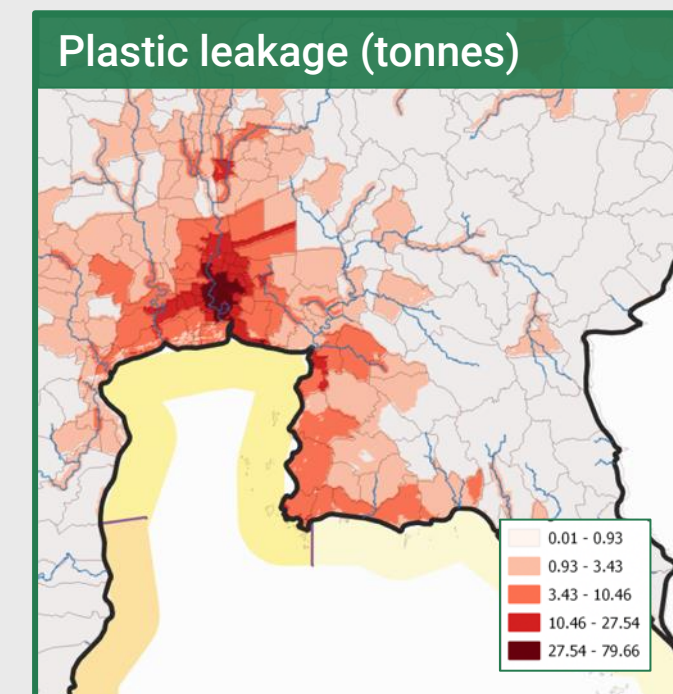 Plastic leakage (tonnes)
0.01 - 0.93
0.93 - 3.43
3.43 - 10.46
10.46 - 27.54
27.54 - 79.66